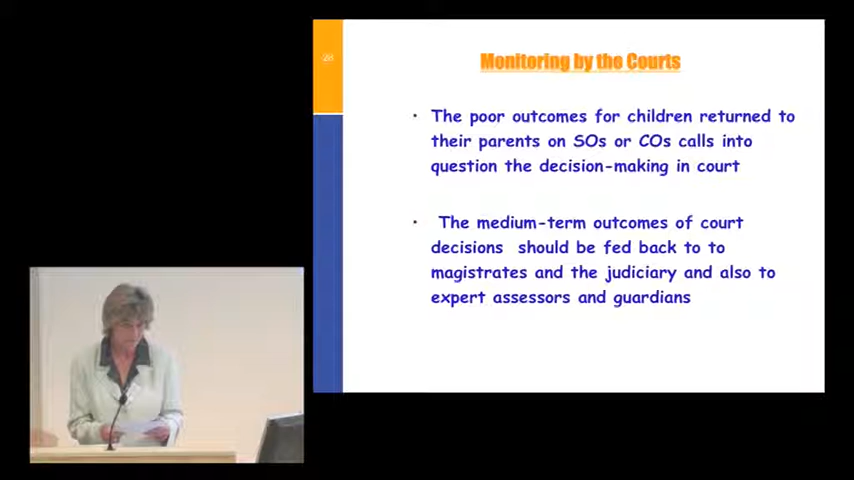 Monitoring by the Courts
• The poor outcomes for children returned to
their parents on SOs or COs calls into
question the decision-making in court
• The medium-term outcomes of court
decisions should be fed back to to
magistrates and the judiciary and also to
expert assessors and guardians